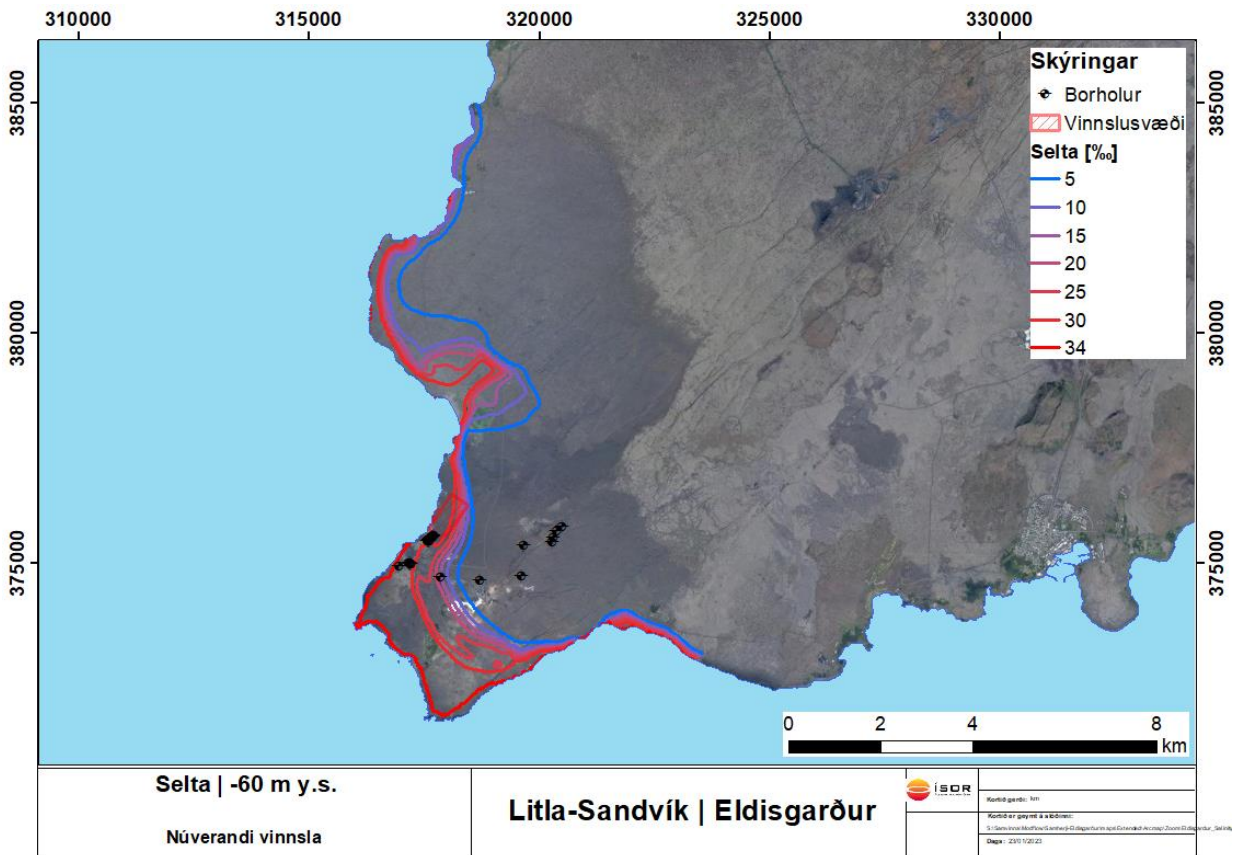 310000 315000 320000 325000 330000
385000
380000
375000
385000
380000
375000
Skýringar
Borholur
Vinnslusvæði
Selta [‰]
5
10
15
20
25
30
34
0 2 4 8
km
Selta | -60 m y.s.
Núverandi vinnsla
Litla-Sandvík | Eldisgarður
ÍSOR
Kortið gerði:
Kortið er geymt á slóðinni:
Dags.: 23/01/2023